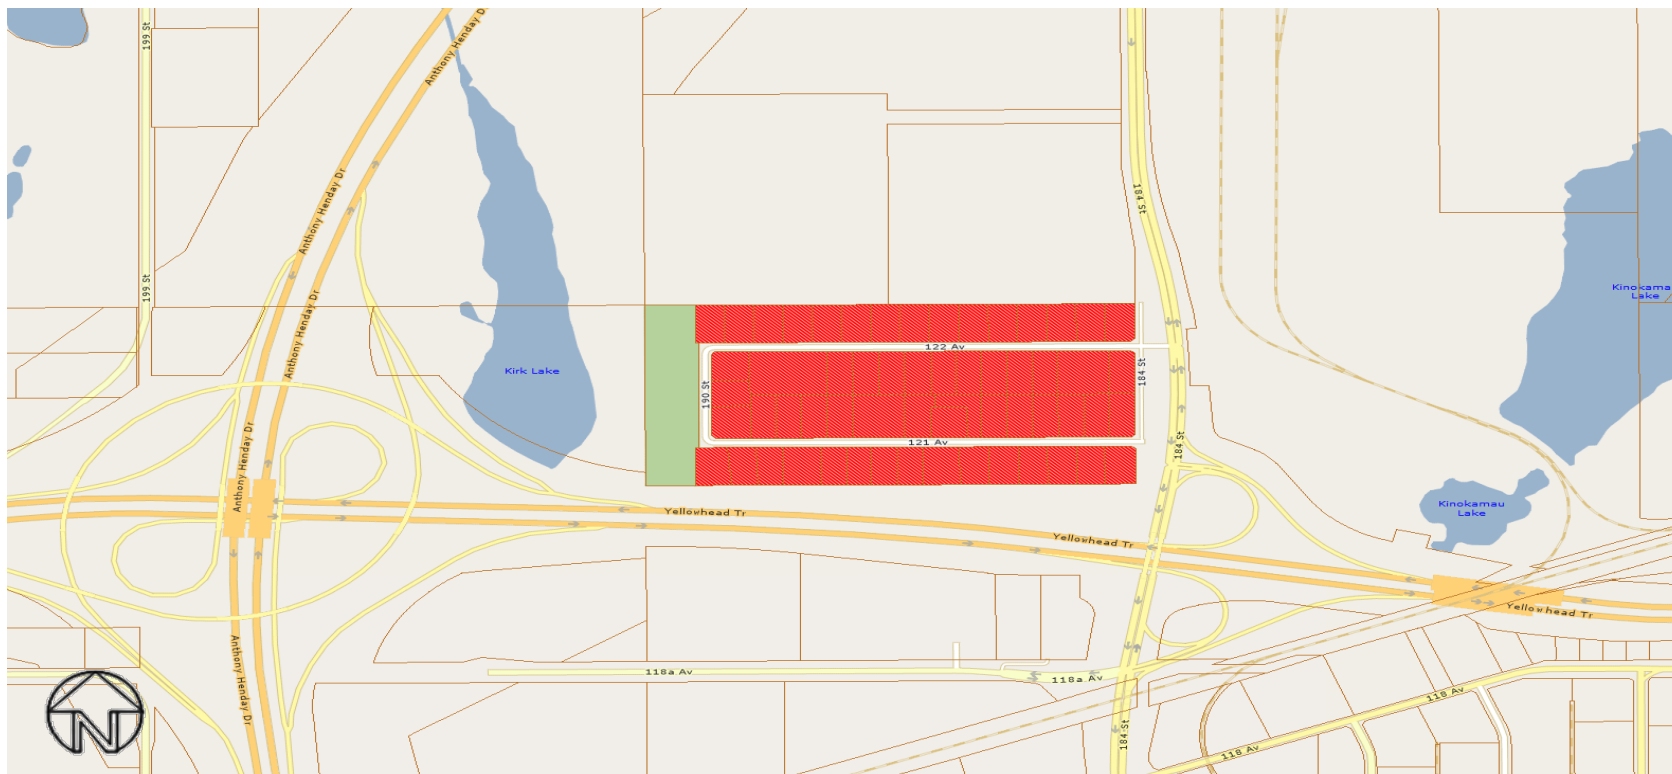 199 St
Anthony Henday Dr
184 St
Anthony Henday Dr
199 St
Kinokama
Lake
Anthony Henday Dr
122 Av
Kirk Lake
190 St
184 St
121 Av
184 St
Anthony Henday Dr
Yellowhead Tr
Kinokamau
Lake
Yellowhead Tr
Yellowhead Tr
Anthony Henday Dr
118a Av
118a Av
118 Av
N
184 St
118 Av